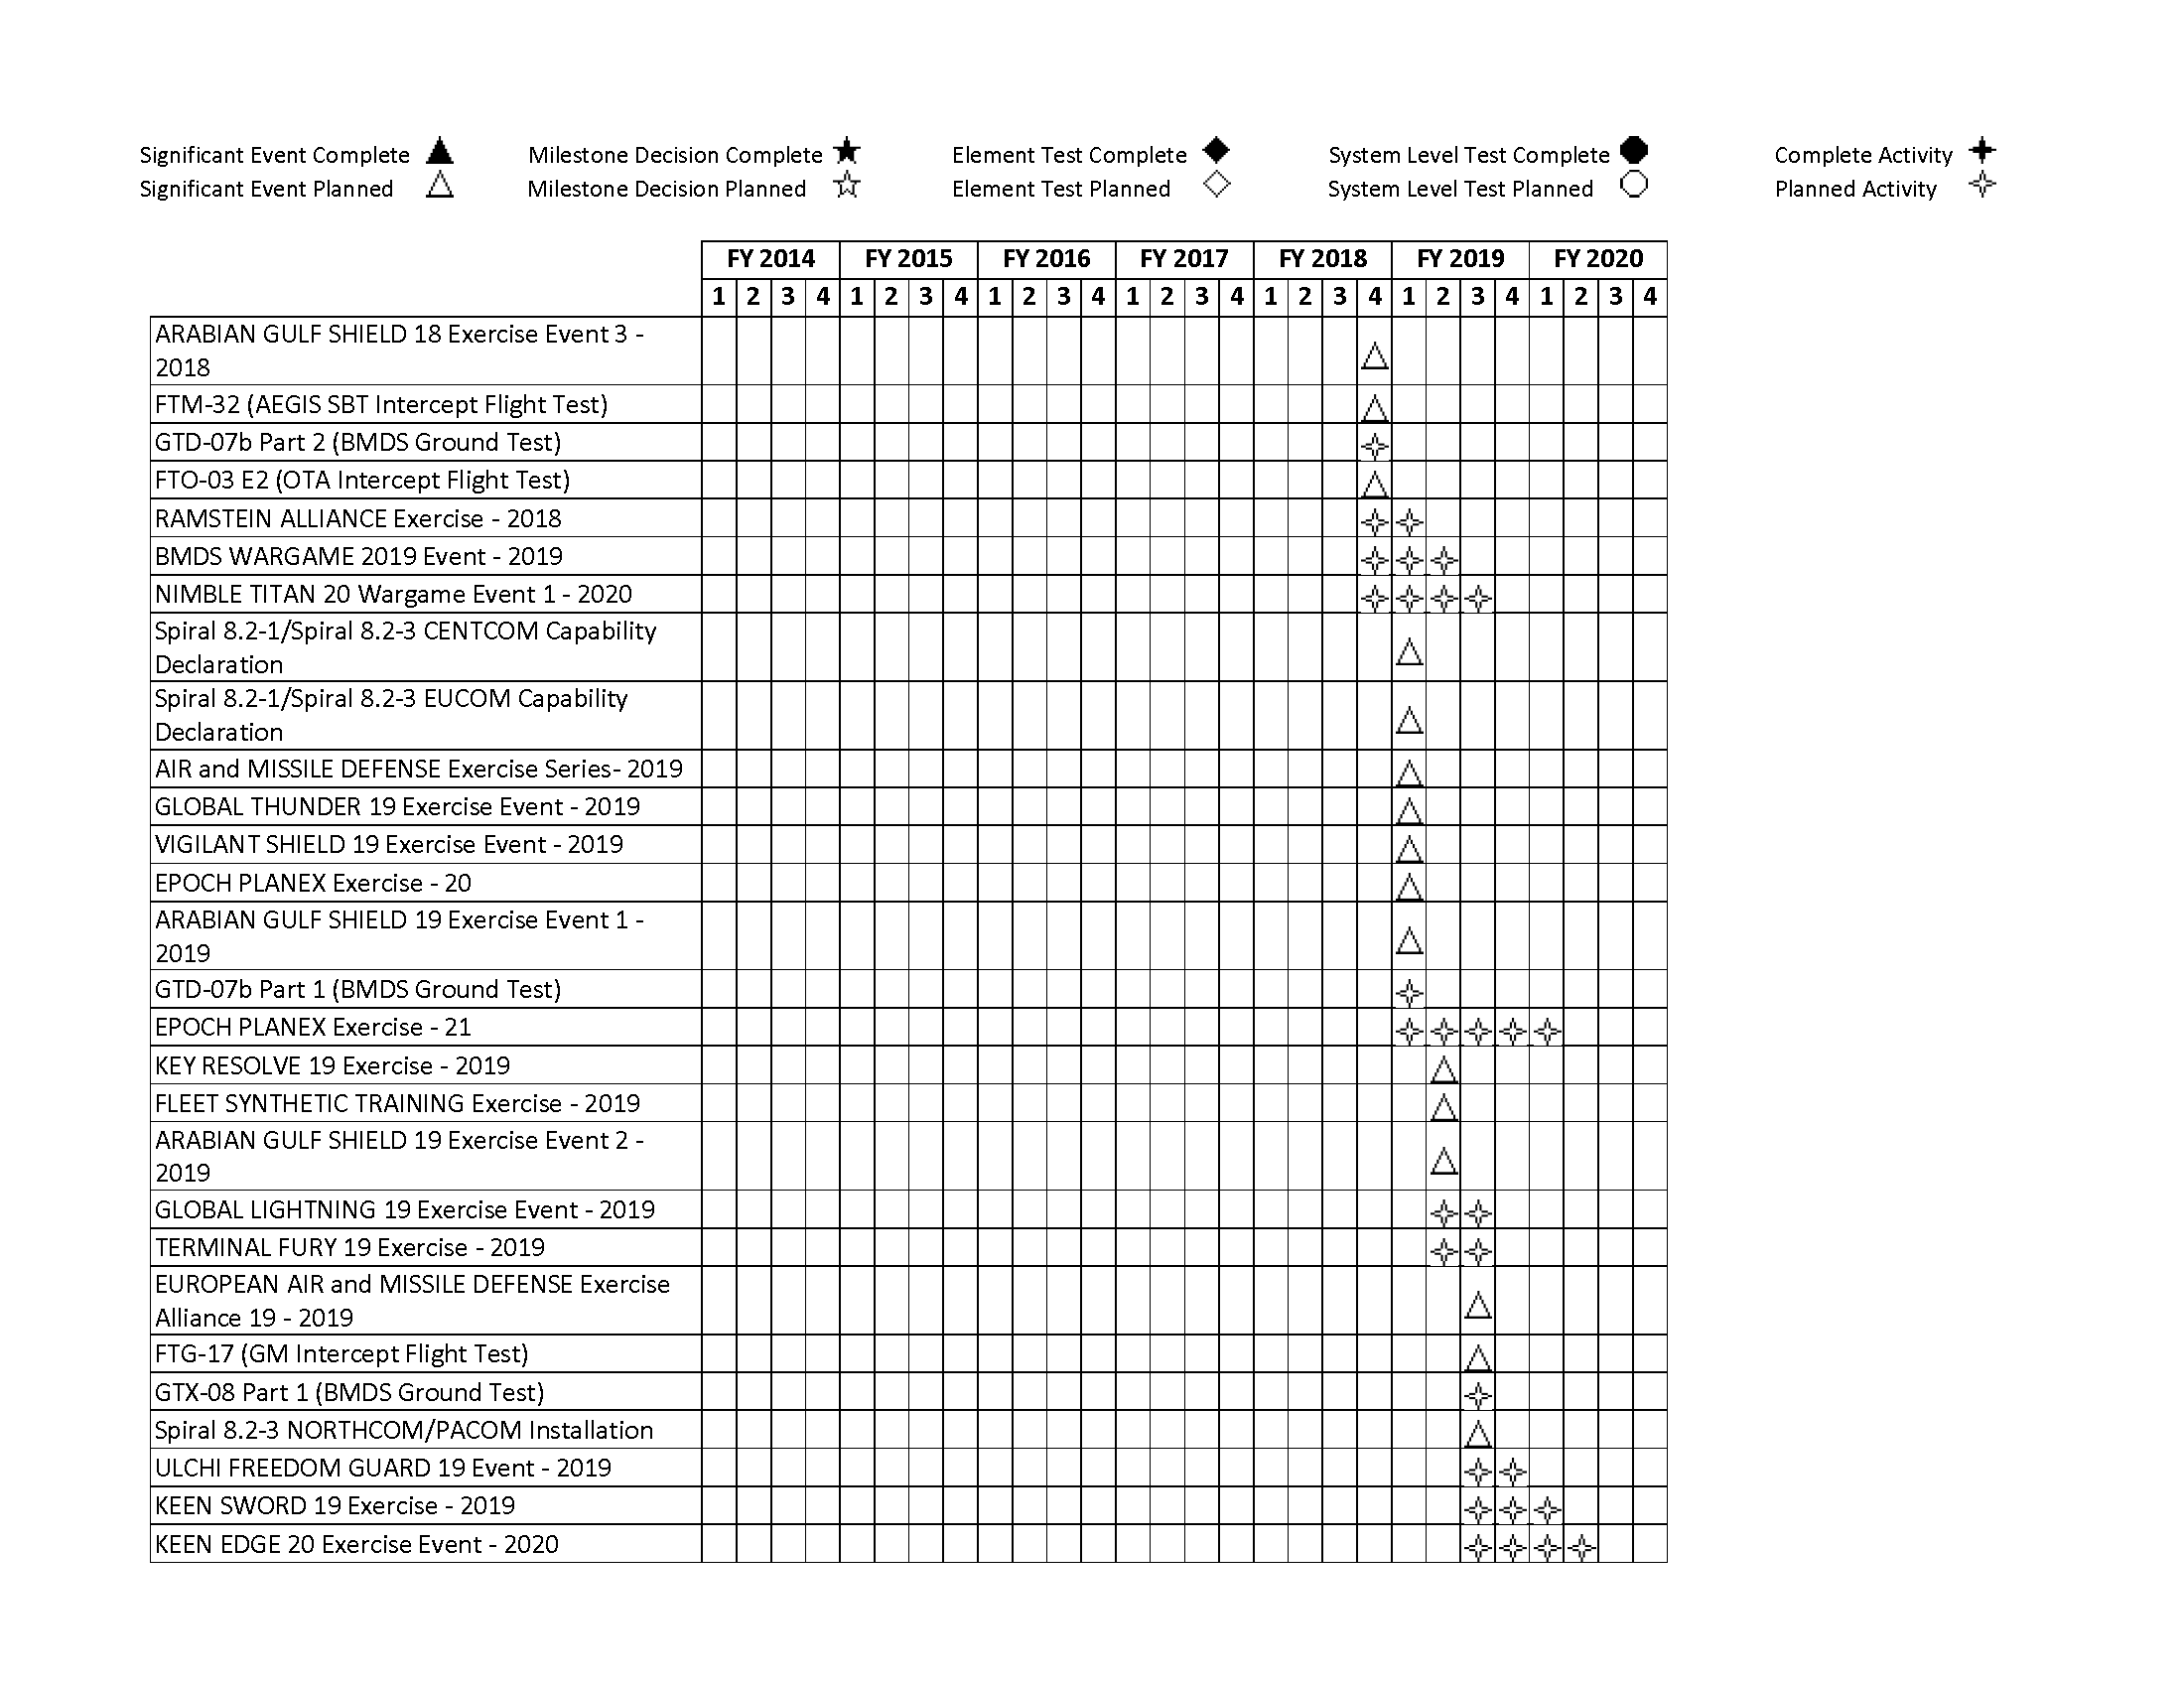 Significant Event Complete Milestone Decision Complete Element Test Complete System Level Test Complete Complete Activity
Significant Event Planned Milestone Decision Planned Element Test Planned System Level Test Planned Planned Activity
FY 2014 FY 2015 FY 2016 FY 2017 FY 2018 FY 2019 FY 2020
1 2 3 4 1 2 3 4 1 2 3 4 1 2 3 4 1 2 3 4 1 2 3 4 1 2 3 4
ARABIAN GULF SHIELD 18 Exercise Event 3 -
2018
FTM-32 (AEGIS SBT Intercept Flight Test)
GTD-07b Part 2 (BMDS Ground Test)
FTO-03 E2 (OTA Intercept Flight Test)
RAMSTEIN ALLIANCE Exercise - 2018
BMDS WARGAME 2019 Event - 2019
NIMBLE TITAN 20 Wargame Event 1 - 2020
Spiral 8.2-1/Spiral 8.2-3 CENTCOM Capability
Declaration
Spiral 8.2-1/Spiral 8.2-3 EUCOM Capability
Declaration
AIR and MISSILE DEFENSE Exercise Series- 2019
GLOBAL THUNDER 19 Exercise Event - 2019
VIGILANT SHIELD 19 Exercise Event - 2019
EPOCH PLANEX Exercise - 20
ARABIAN GULF SHIELD 19 Exercise Event 1 -
2019
GTD-07b Part 1 (BMDS Ground Test)
EPOCH PLANEX Exercise - 21
KEY RESOLVE 19 Exercise - 2019
FLEET SYNTHETIC TRAINING Exercise - 2019
ARABIAN GULF SHIELD 19 Exercise Event 2 -
2019
GLOBAL LIGHTNING 19 Exercise Event - 2019
TERMINAL FURY 19 Exercise - 2019
EUROPEAN AIR and MISSILE DEFENSE Exercise
Alliance 19 - 2019
FTG-17 (GM Intercept Flight Test)
GTX-08 Part 1 (BMDS Ground Test)
Spiral 8.2-3 NORTHCOM/PACOM Installation
ULCHI FREEDOM GUARD 19 Event - 2019
KEEN SWORD 19 Exercise - 2019
KEEN EDGE 20 Exercise Event - 2020